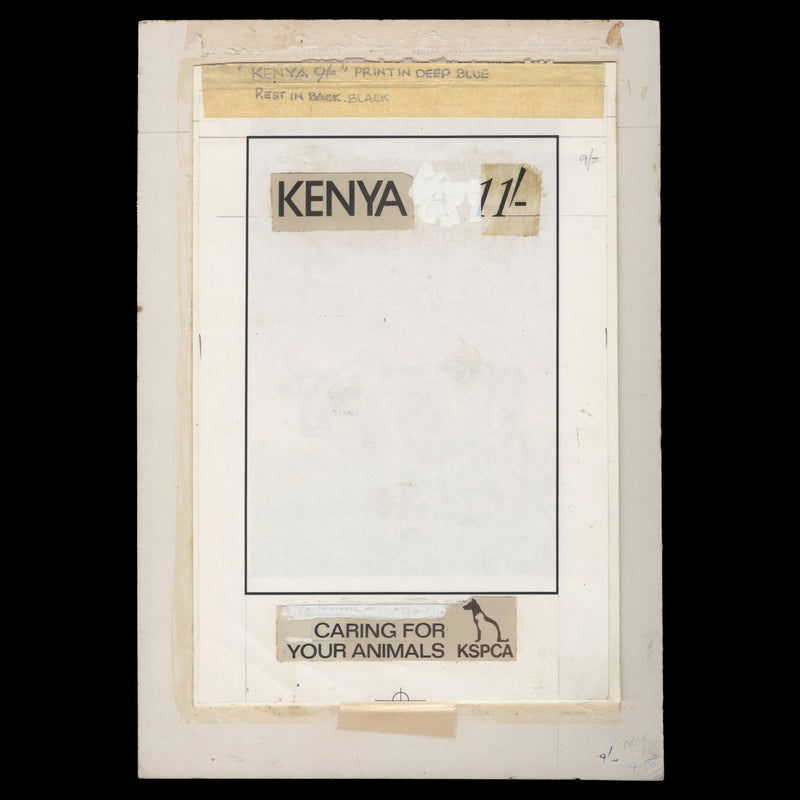 "KENYA 9/=" PRINT IN DEEP BLUE
REST IN BACK.BLACK
9/=
KENYA 11/-
CARING FOR
YOUR ANIMALS KSPCA
9/-